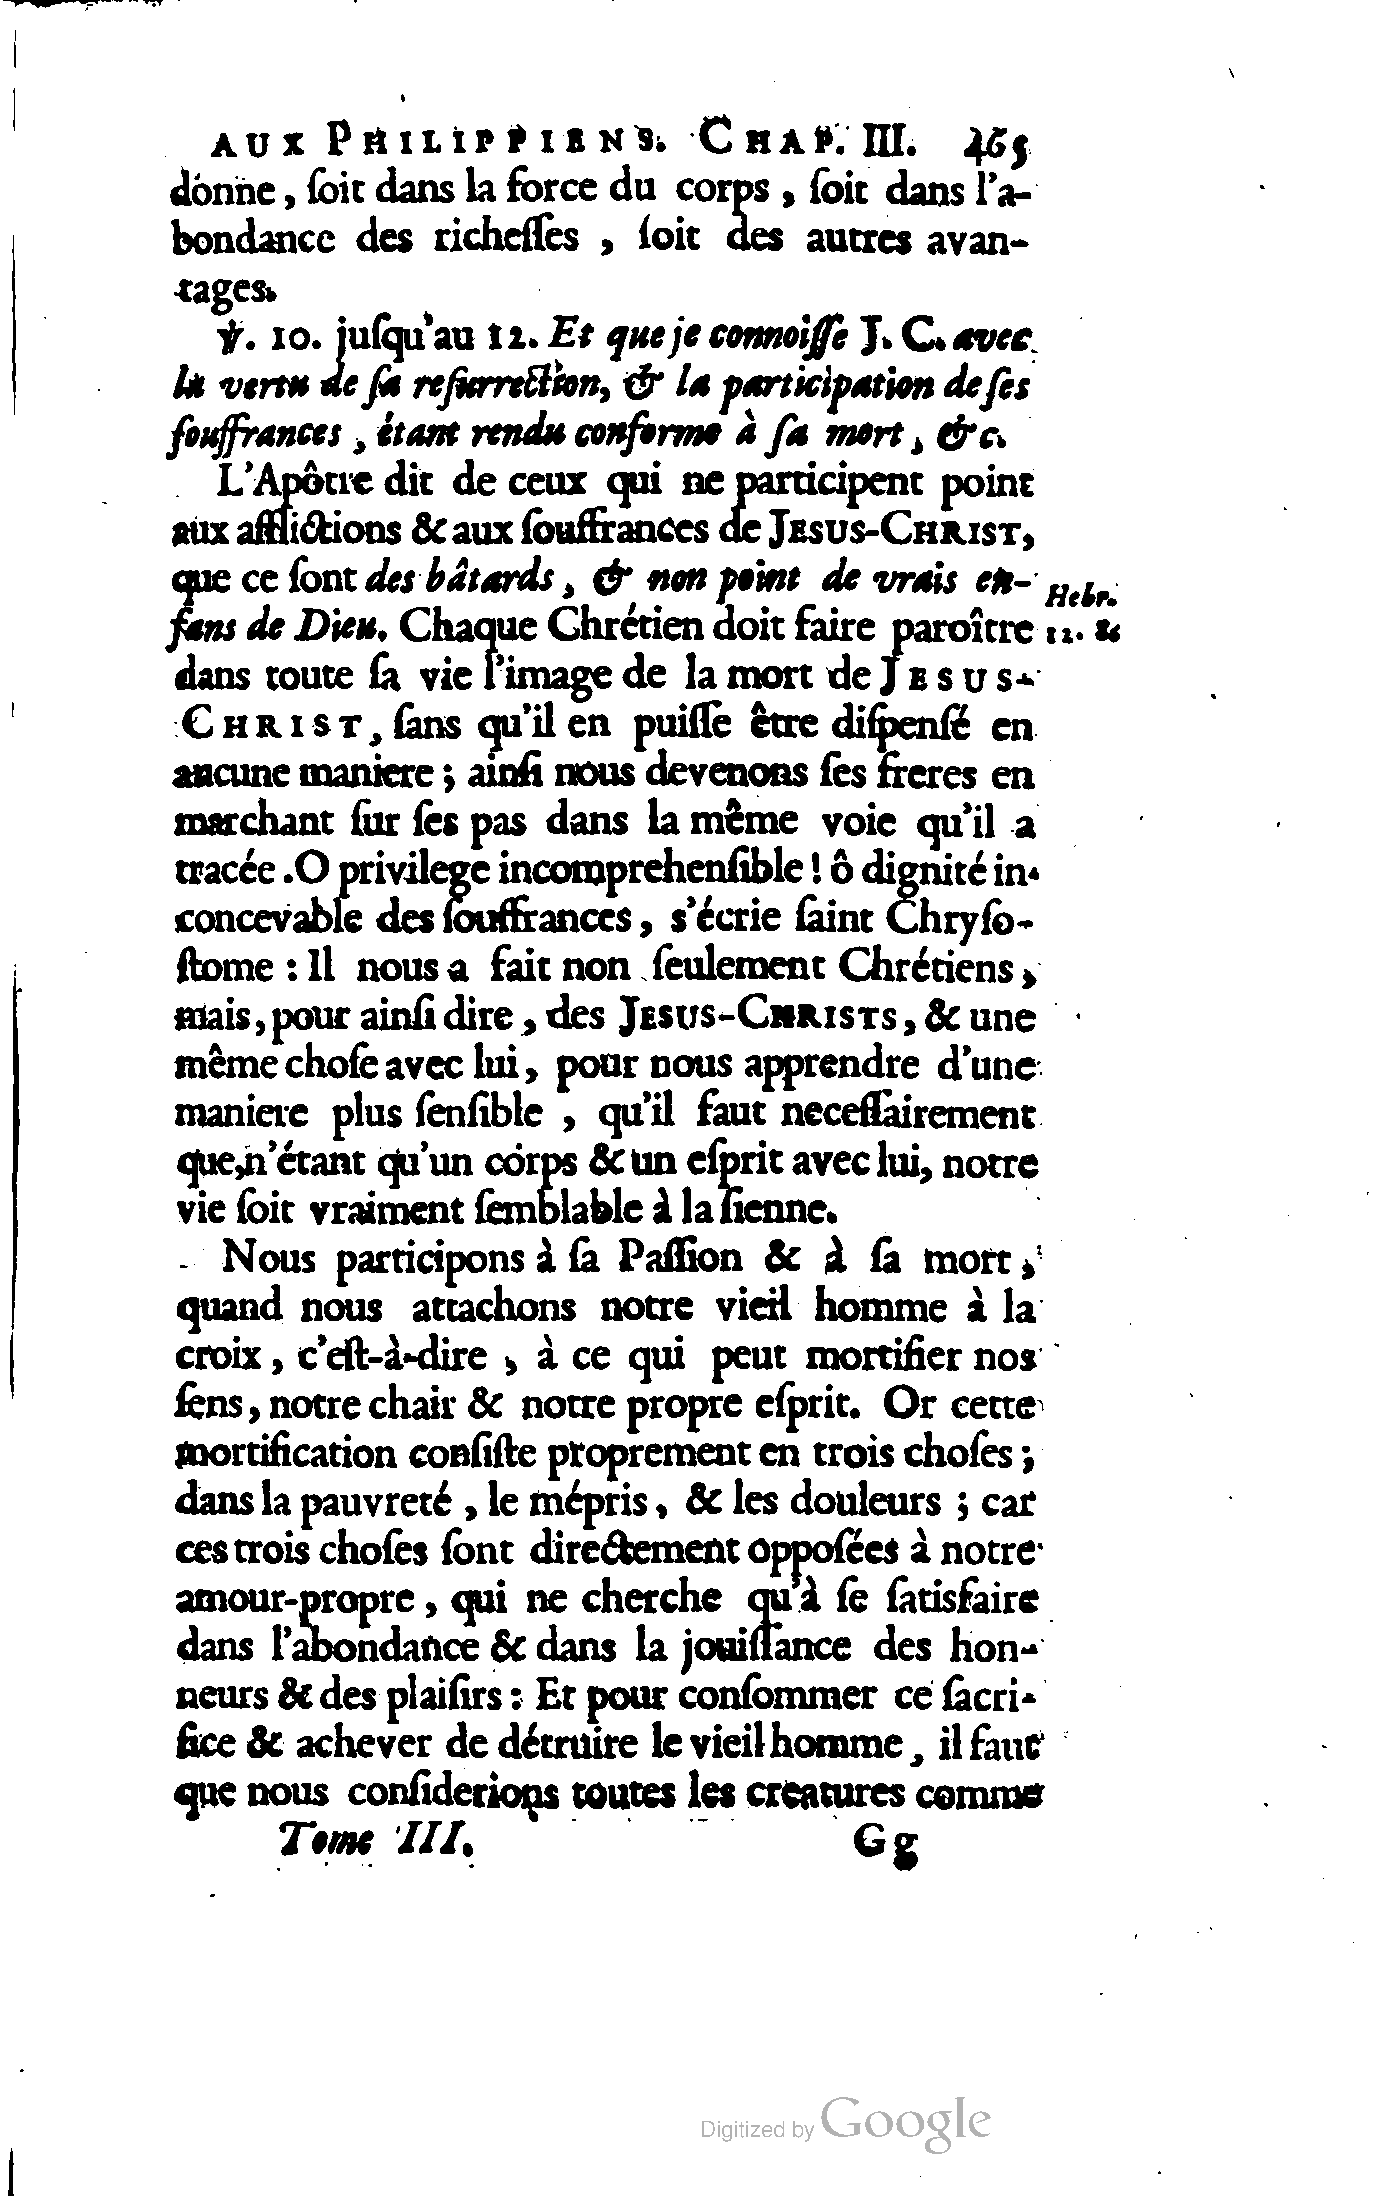 AUX PHILIPPIENS. CHAP. III. 465
donne, ſoit dans la force du corps, ſoit dans l'a-
bondance des richeſſes, ſoit des autres avan-
tages.
℣. 10. juſqu'au 12. Et que je connoiſſe J. C. avec
la vertu de ſa reſurrection, & la participation de ſes
ſouffrances, étant rendu conforme à ſa mort, &c.
L'Apôtre dit de ceux qui ne participent point
aux afflictions & aux ſouffrances de JESUS-CHRIST,
que ce ſont des bâtards, & non point de vrais en-
fans de Dieu. Chaque Chrétien doit faire paroître
Hebr.
12. 8.
dans toute ſa vie l'image de la mort de JESUS-
CHRIST, ſans qu'il en puiſſe être diſpenſé en
aucune maniere; ainſi nous devenons ſes freres en
marchant ſur ſes pas dans la même voie qu'il a
tracée. O privilege incomprehenſible! ô dignité in-
concevable des ſouffrances, s'écrie ſaint Chryſo-
ſtome: Il nous a fait non ſeulement Chrétiens,
mais, pour ainſi dire, des JESUS-CHRISTS, & une
même choſe avec lui, pour nous apprendre d'une
maniere plus ſenſible, qu'il faut neceſſairement
que, n'étant qu'un corps & un eſprit avec lui, notre
vie ſoit vraiment ſemblable à la ſienne.
Nous participons à ſa Paſſion & à ſa mort,
quand nous attachons notre vieil homme à la
croix, c'eſt-à-dire, à ce qui peut mortifier nos
ſens, notre chair & notre propre eſprit. Or cette
mortification conſiſte proprement en trois choſes;
dans la pauvreté, le mépris, & les douleurs; car
ces trois choſes ſont directement oppoſées à notre
amour-propre, qui ne cherche qu'à ſe ſatisfaire
dans l'abondance & dans la jouiſſance des hon-
neurs & des plaiſirs: Et pour conſommer ce ſacri-
fice & achever de détruire le vieil homme, il faut
que nous conſiderions toutes les creatures comme
Tome III. Gg
Digitized by Google